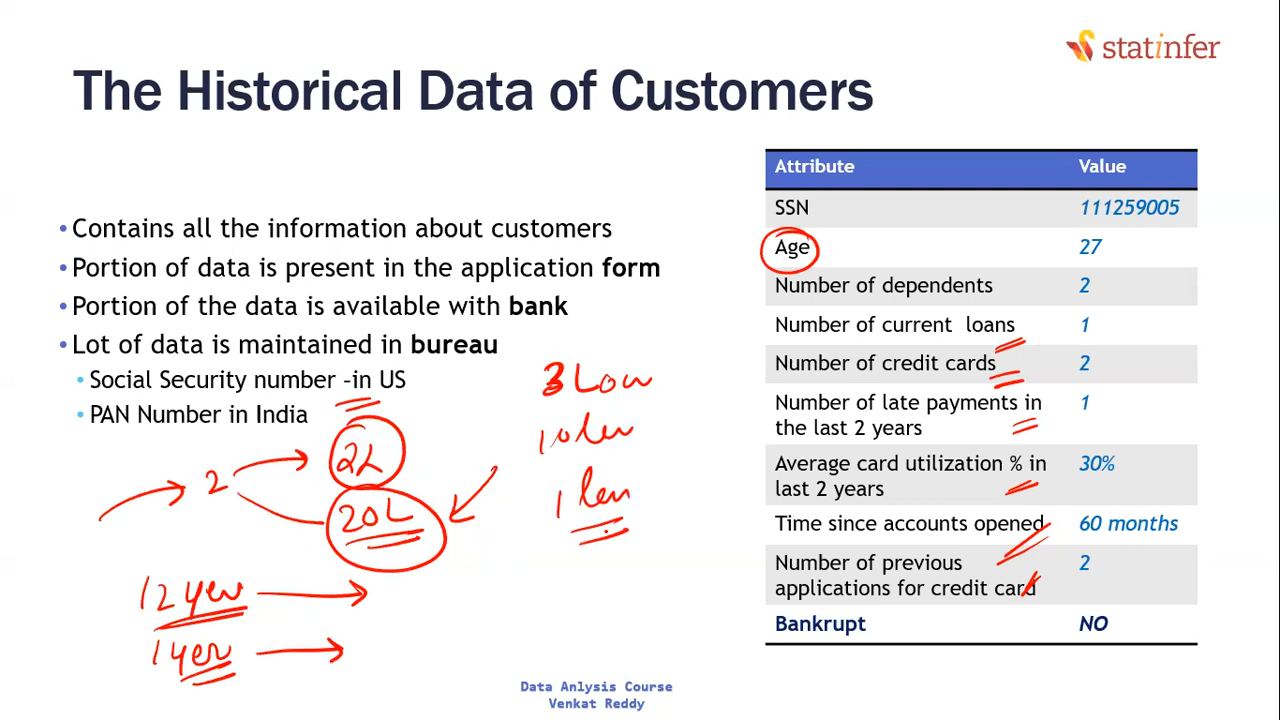 statinfer
The Historical Data of Customers
• Contains all the information about customers
• Portion of data is present in the application form
• Portion of the data is available with bank
• Lot of data is maintained in bureau
• Social Security number –in US
• PAN Number in India
2
2L
20L
12 yer
1 yer
3 Low
Attribute Value
SSN 111259005
Age 27
Number of dependents 2
Number of current loans 1
Number of credit cards 2
Number of late payments in 1
the last 2 years
Average card utilization % in 30%
last 2 years
Time since accounts opened 60 months
Number of previous 2
applications for credit card
Bankrupt NO
Data Anlysis Course
Venkat Reddy